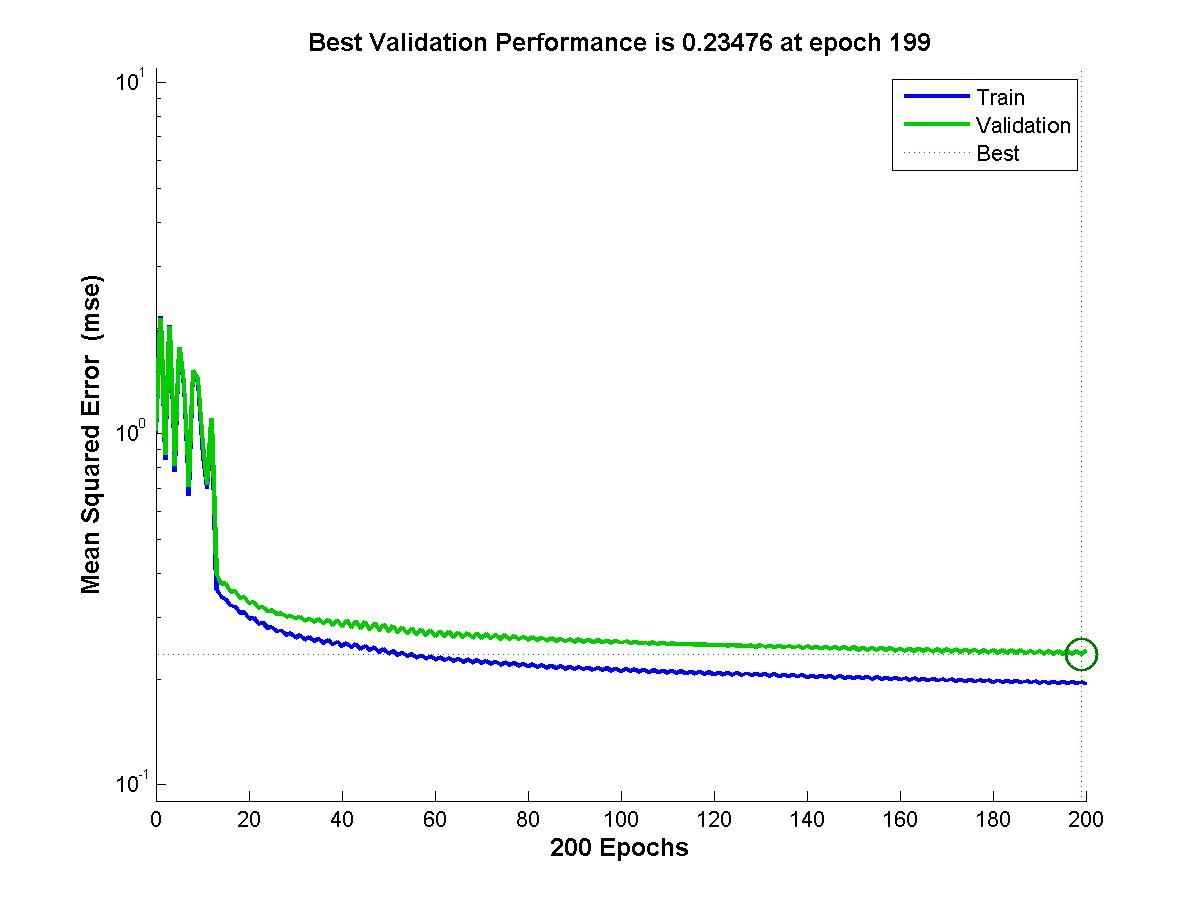 Best Validation Performance is 0.23476 at epoch 199
10^1
10^0
10^-1
Mean Squared Error (mse)
Train
Validation
Best
0 20 40 60 80 100 120 140 160 180 200
200 Epochs